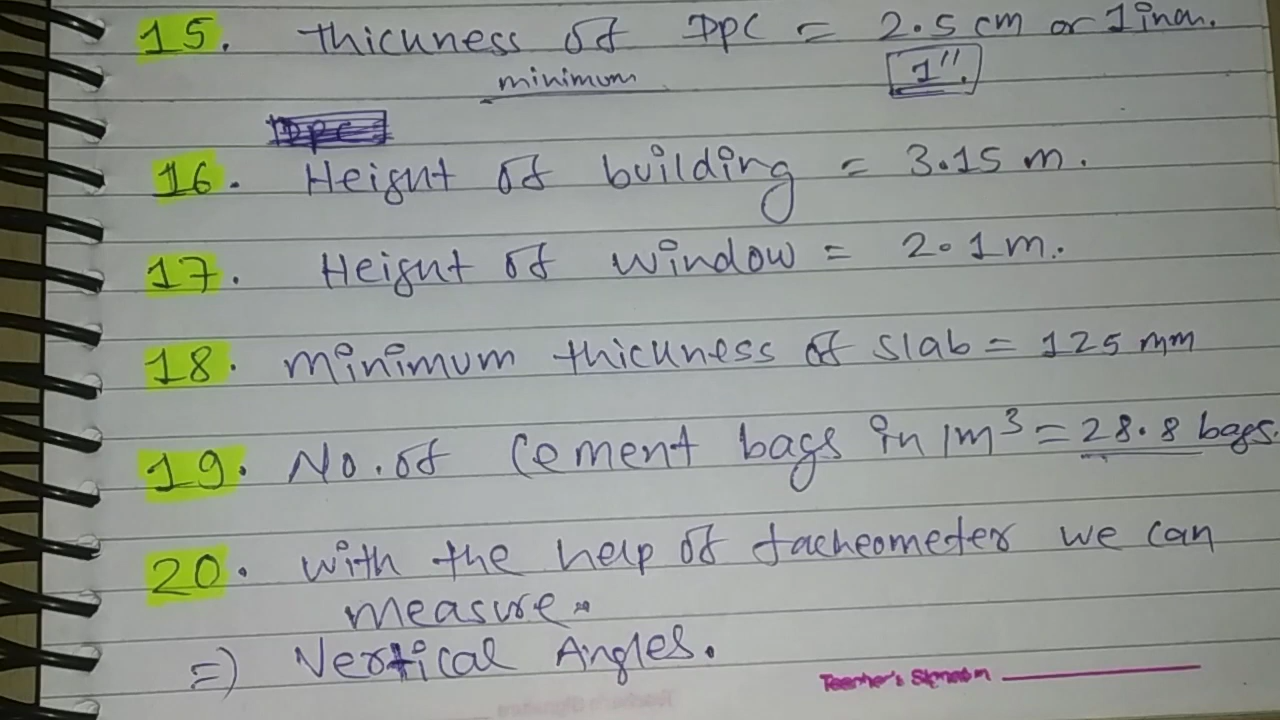 15. thickness of DPC = 2.5 cm or 1 inch.
minimum 1".
DPC
16. Height of building = 3.15 m.
17. Height of window = 2.1 m.
18. minimum thickness of slab = 125 mm
19. No. of Cement bags in 1m³ = 28.8 bags.
20. with the help of tacheometer we can
measure.
=) Vertical Angles.
Teacher's Signature